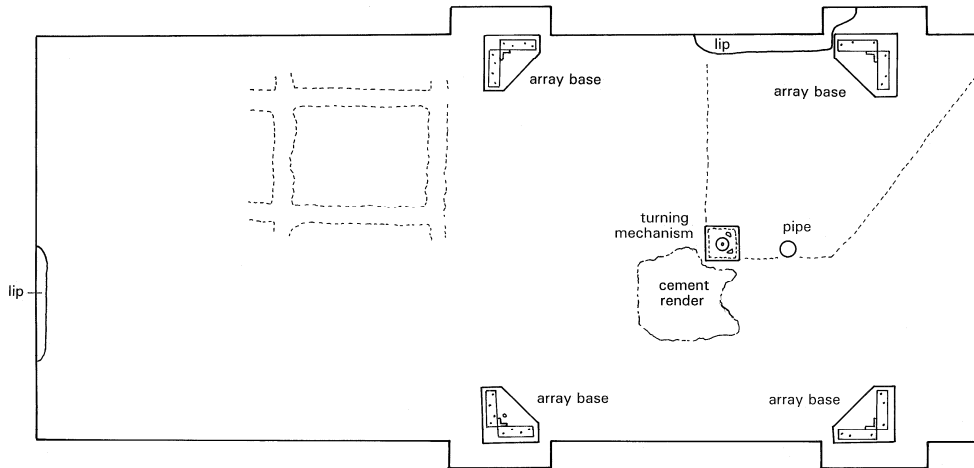 lip
array base
array base
turning
mechanism
pipe
lip
cement
render
array base
array base